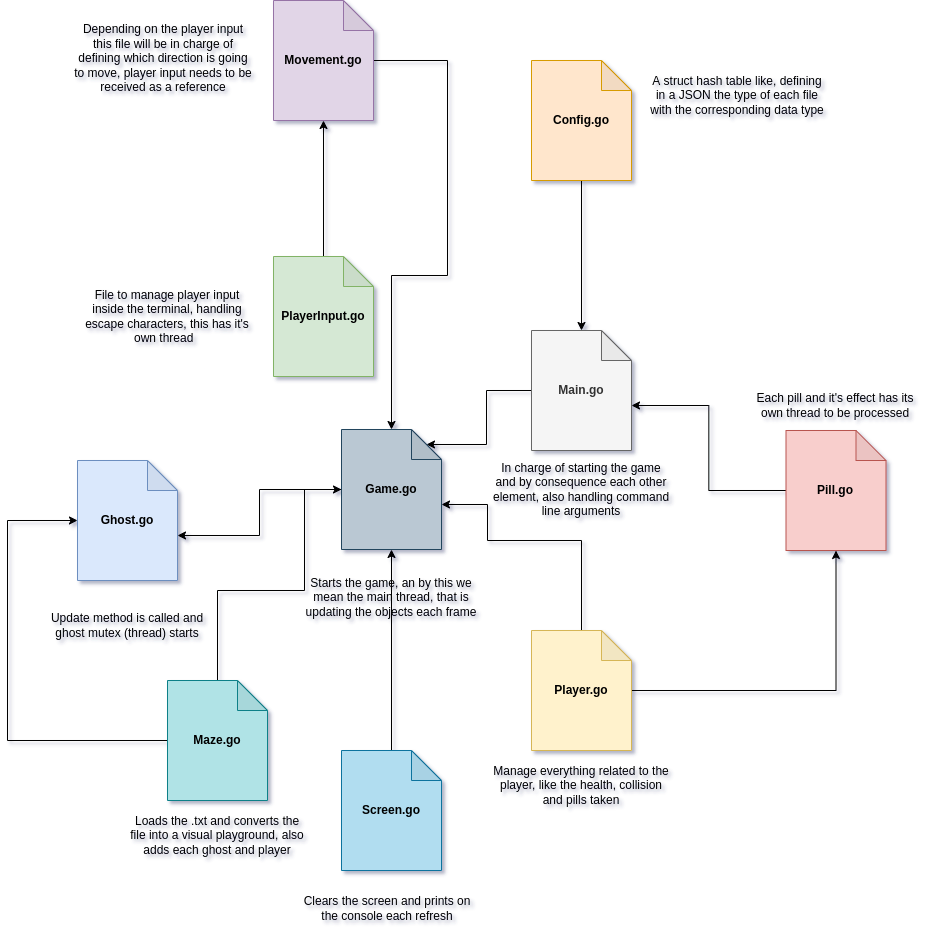 Depending on the player input
this file will be in charge of
defining which direction is going
to move, player input needs to be
received as a reference
Movement.go
Config.go
A struct hash table like, defining
in a JSON the type of each file
with the corresponding data type
File to manage player input
inside the terminal, handling
escape characters, this has it's
own thread
PlayerInput.go
Main.go
In charge of starting the game
and by consequence each other
element, also handling command
line arguments
Each pill and it's effect has its
own thread to be processed
Pill.go
Ghost.go
Update method is called and
ghost mutex (thread) starts
Game.go
Starts the game, an by this we
mean the main thread, that is
updating the objects each frame
Maze.go
Loads the .txt and converts the
file into a visual playground, also
adds each ghost and player
Screen.go
Clears the screen and prints on
the console each refresh
Player.go
Manage everything related to the
player, like the health, collision
and pills taken